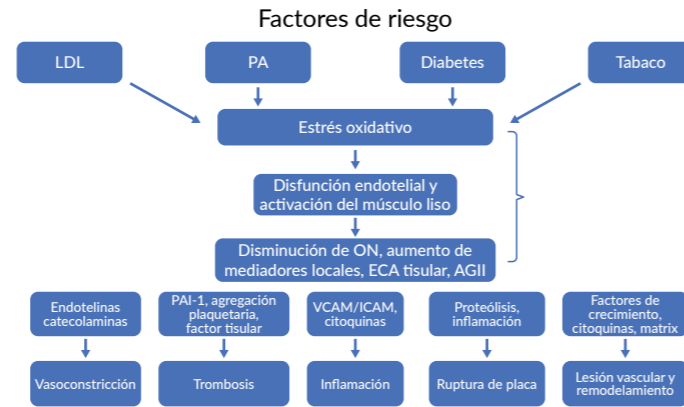 Factores de riesgo
LDL
PA
Diabetes
Tabaco
Estrés oxidativo
Disfunción endotelial y
activación del músculo liso
Disminución de ON, aumento de
mediadores locales, ECA tisular, AGII
Endotelinas
catecolaminas
PAI-1, agregación
plaquetaria,
factor tisular
VCAM/ICAM,
citoquinas
Proteólisis,
inflamación
Factores de
crecimiento,
citoquinas, matrix
Vasoconstricción
Trombosis
Inflamación
Ruptura de placa
Lesión vascular y
remodelamiento